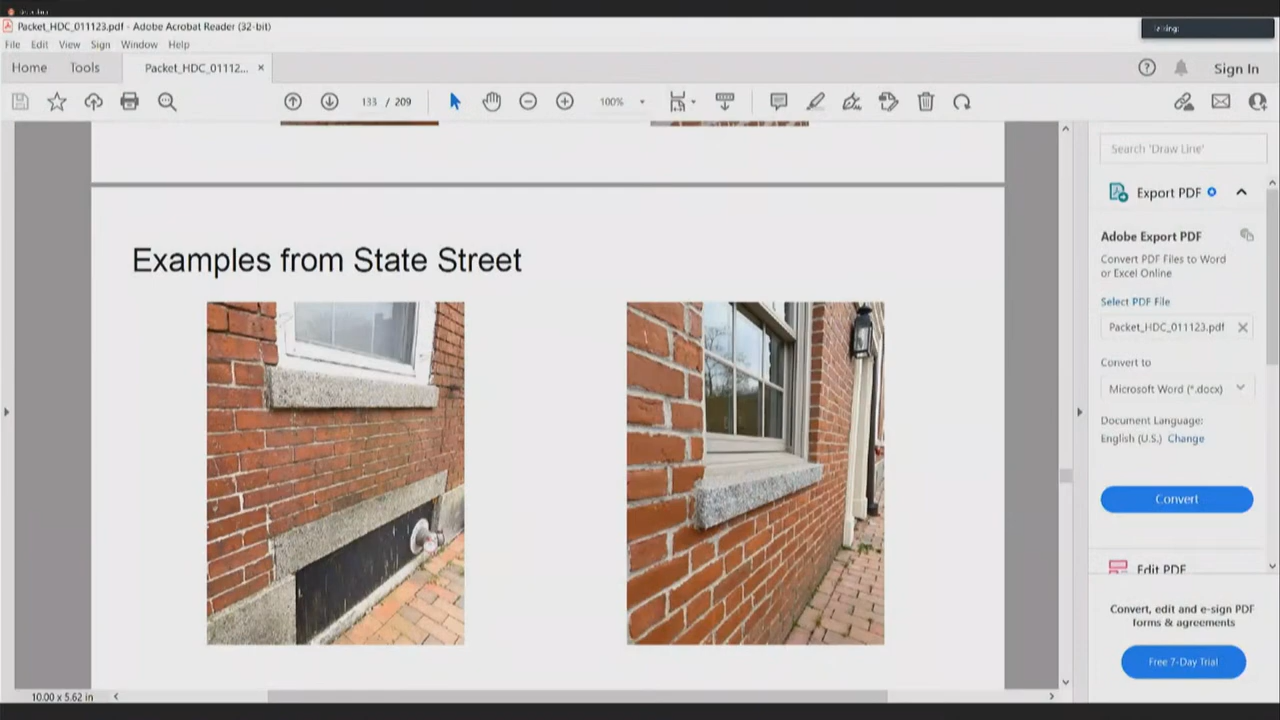 Packet_HDC_011123.pdf - Adobe Acrobat Reader (32-bit)
File Edit View Sign Window Help
Home Tools Packet_HDC_01112... × Sign In
133 / 209 100%
Search 'Draw Line'
Export PDF
Adobe Export PDF
Convert PDF Files to Word
or Excel Online
Select PDF File
Packet_HDC_011123.pdf
Convert to
Microsoft Word (*.docx)
Document Language:
English (U.S.) Change
Convert
Edit PDF
Convert, edit and e-sign PDF
forms & agreements
Free 7-Day Trial
Examples from State Street
10.00 x 5.62 in